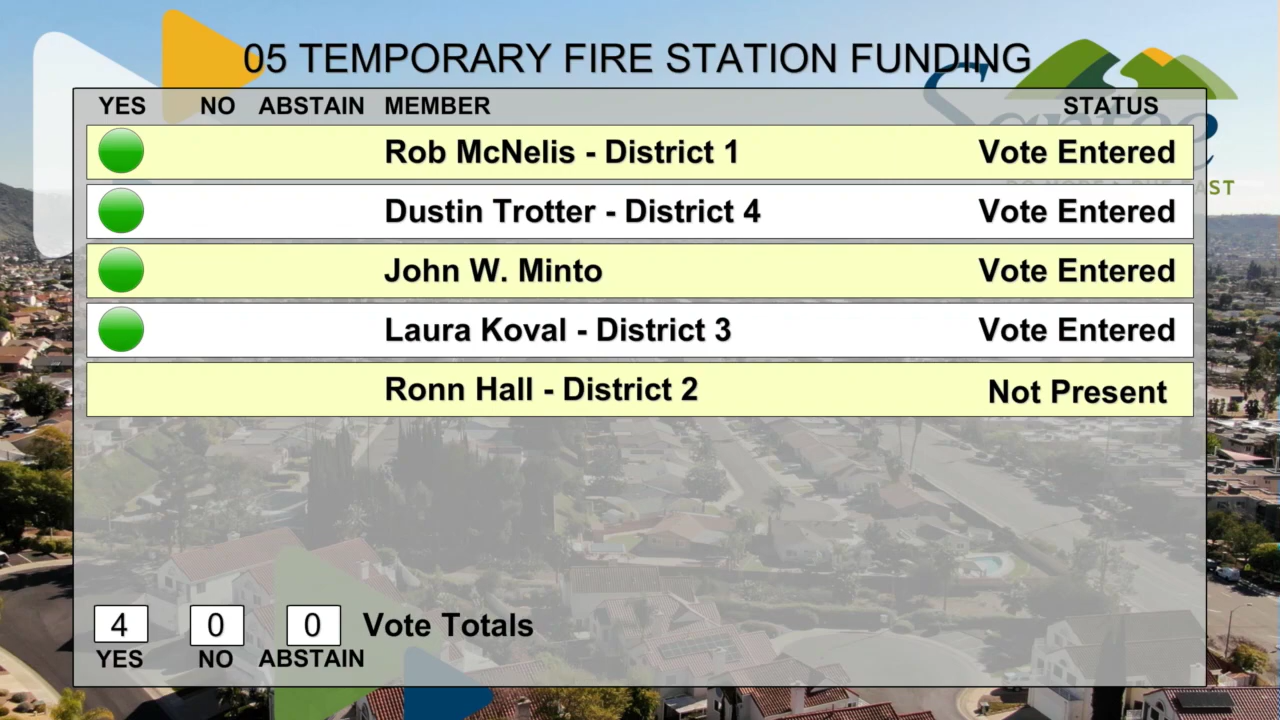 05 TEMPORARY FIRE STATION FUNDING
YES NO ABSTAIN MEMBER STATUS
Rob McNelis - District 1 Vote Entered
Dustin Trotter - District 4 Vote Entered
John W. Minto Vote Entered
Laura Koval - District 3 Vote Entered
Ronn Hall - District 2 Not Present
4 0 0 Vote Totals
YES NO ABSTAIN